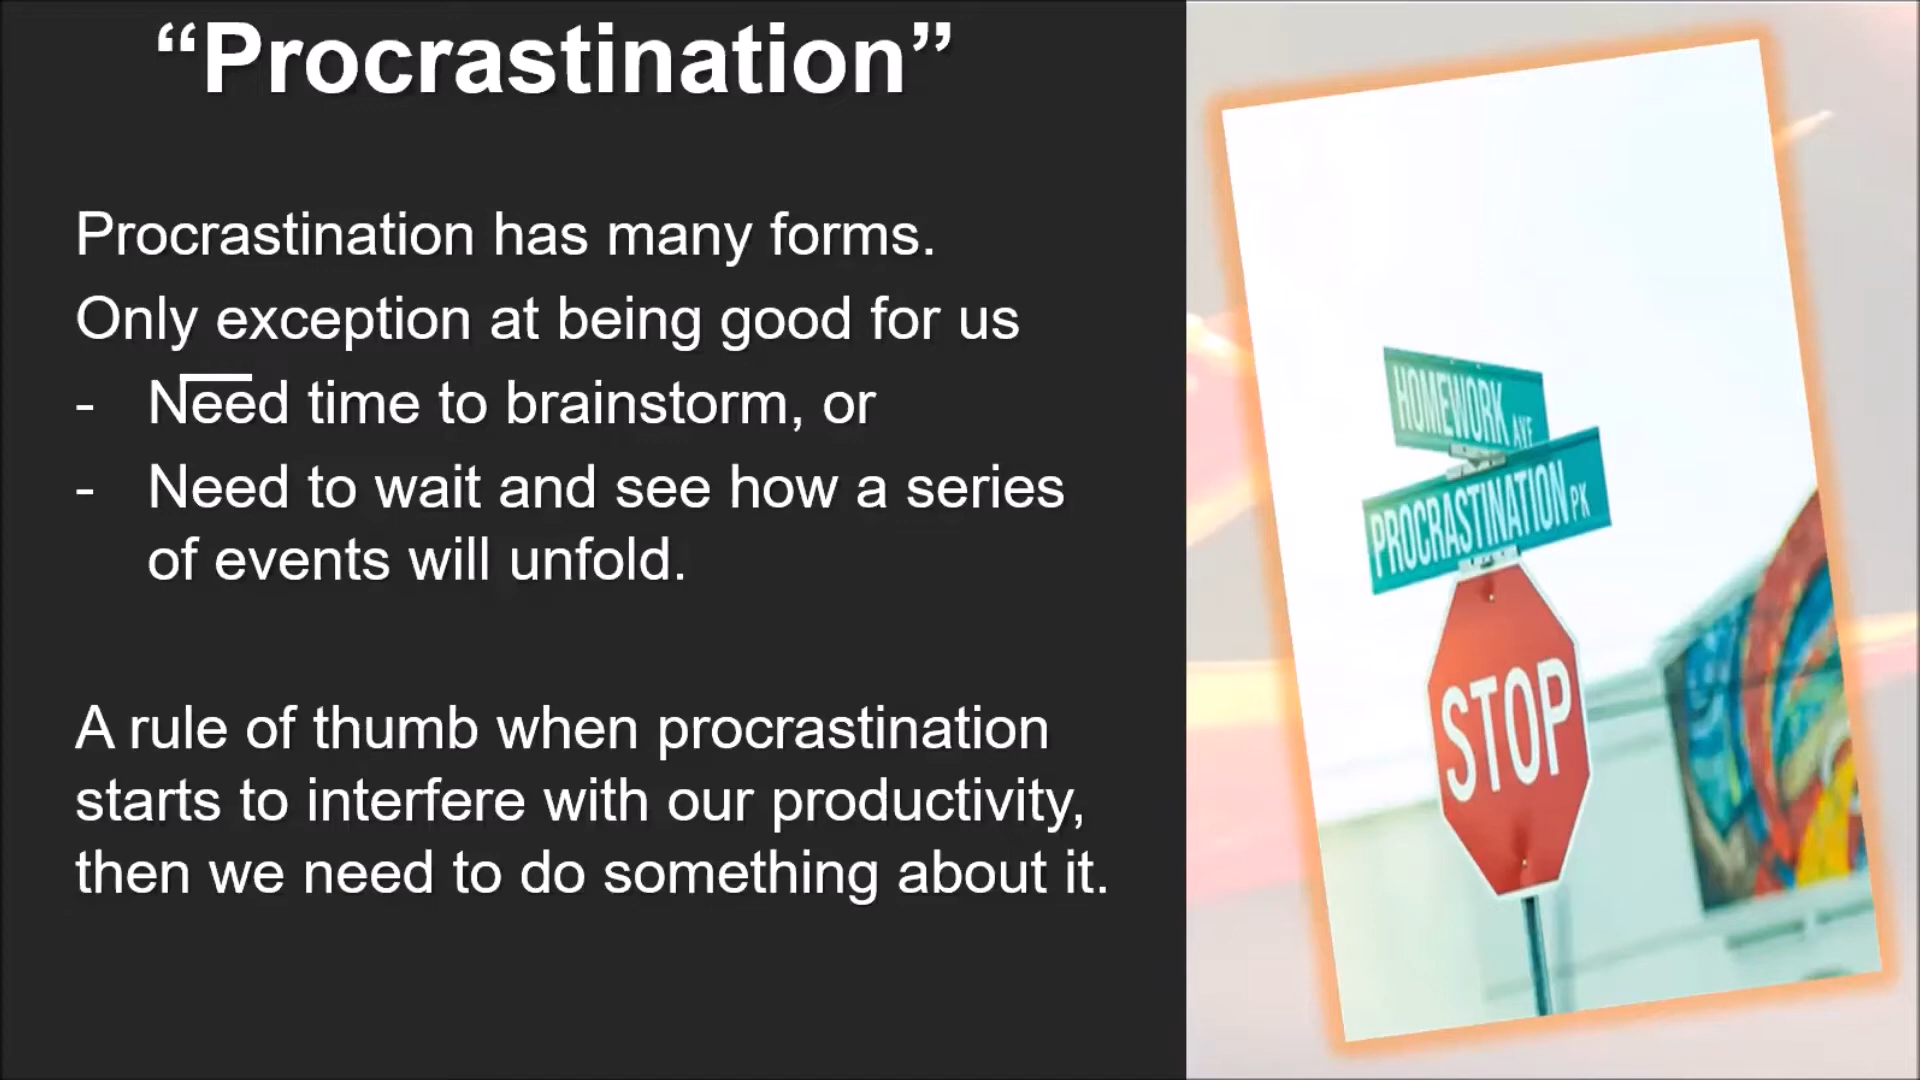 “Procrastination”
Procrastination has many forms.
Only exception at being good for us
- Need time to brainstorm, or
- Need to wait and see how a series
of events will unfold.
A rule of thumb when procrastination
starts to interfere with our productivity,
then we need to do something about it.
HOMEWORK AVE
PROCRASTINATION PK
STOP